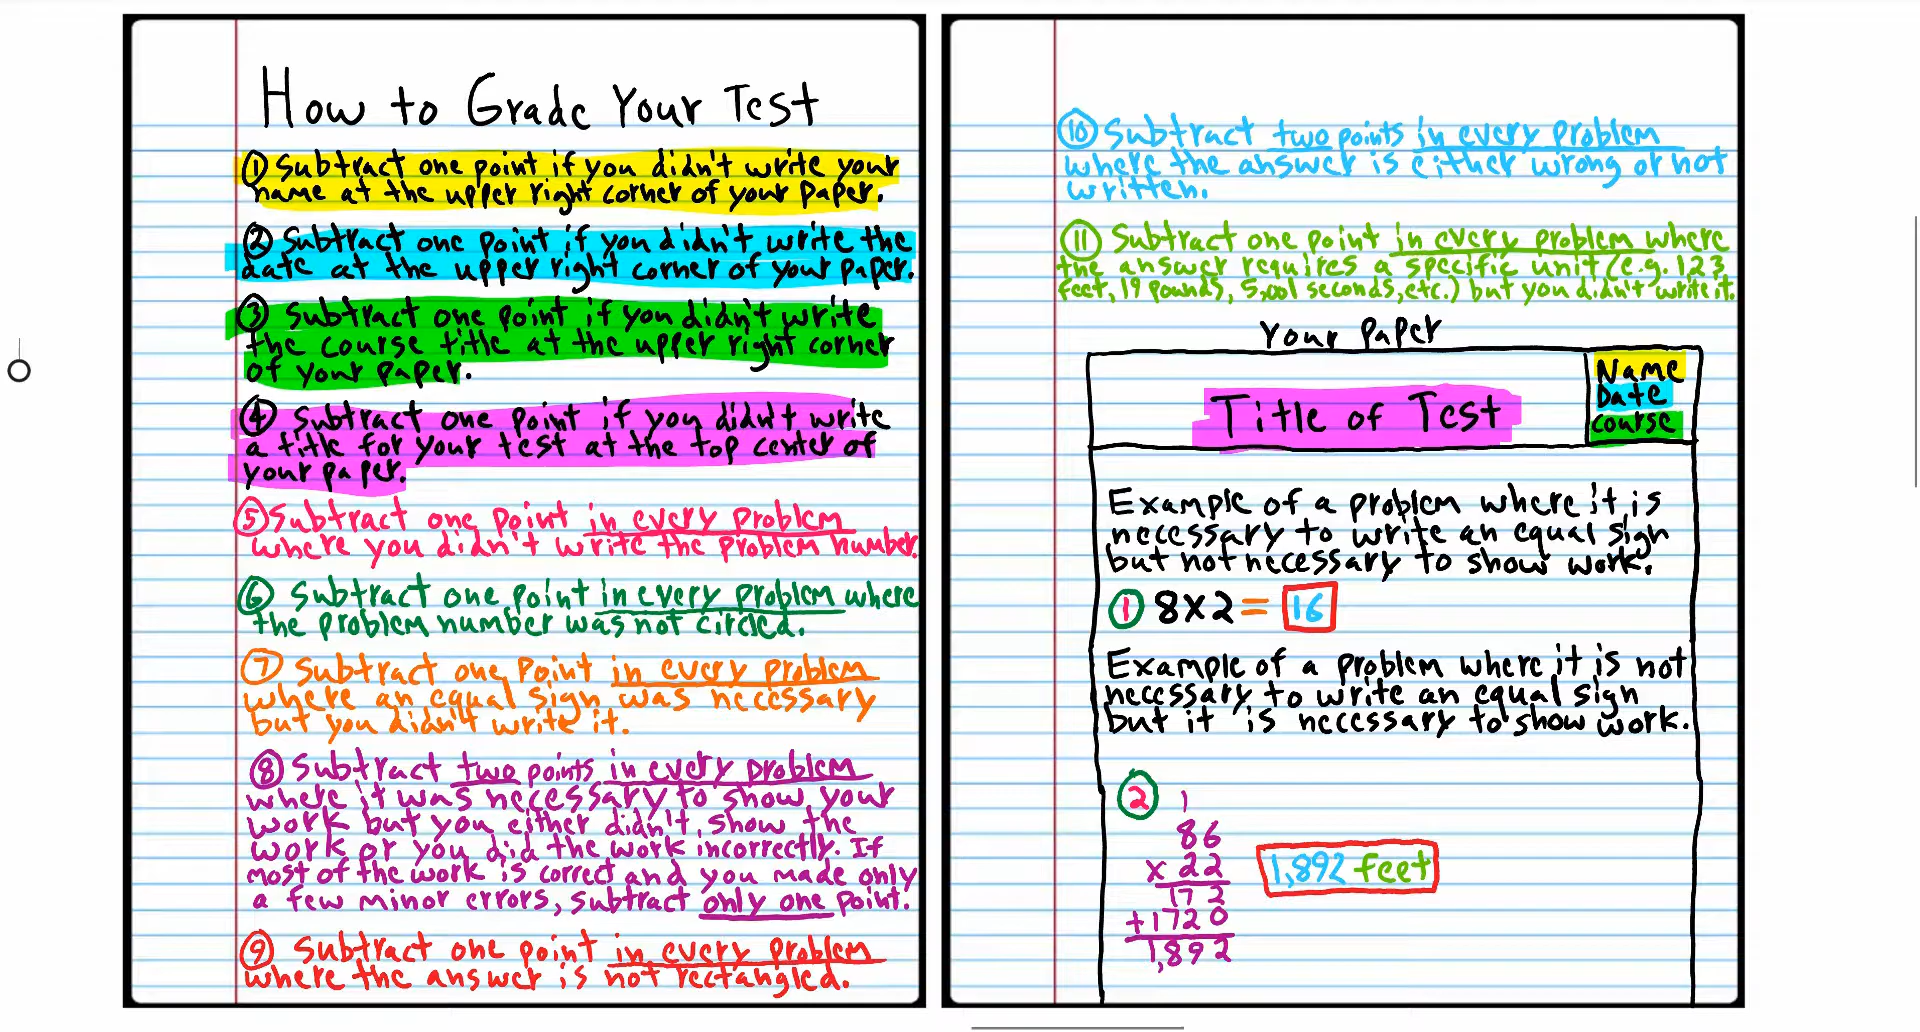 How to Grade Your Test
① Subtract one point if you didn't write your
name at the upper right corner of your paper.
② Subtract one point if you didn't write the
date at the upper right corner of your paper.
③ Subtract one point if you didn't write
the course title at the upper right corner
of your paper.
④ Subtract one point if you didn't write
a title for your test at the top center of
your paper.
⑤ Subtract one point in every problem
where you didn't write the problem number.
⑥ Subtract one point in every problem where
the problem number was not circled.
⑦ Subtract one point in every problem
where an equal sign was necessary
but you didn't write it.
⑧ Subtract two points in every problem
where it was necessary to show your
work but you either didn't show the
work or you did the work incorrectly. If
most of the work is correct and you made only
a few minor errors, subtract only one point.
⑨ Subtract one point in every problem
where the answer is not rectangled.
⑩ Subtract two points in every problem
where the answer is either wrong or not
written.
⑪ Subtract one point in every problem where
the answer requires a specific unit (e.g. 123
feet, 19 pounds, 5,001 seconds, etc.) but you didn't write it.
Your Paper
Name
Date
Course
Title of Test
Example of a problem where it is
necessary to write an equal sign
but not necessary to show work.
① 8x2 = 16
Example of a problem where it is not
necessary to write an equal sign
but it is necessary to show work.
②
1
86
x 22
172
+1720
1,892
1,892 feet